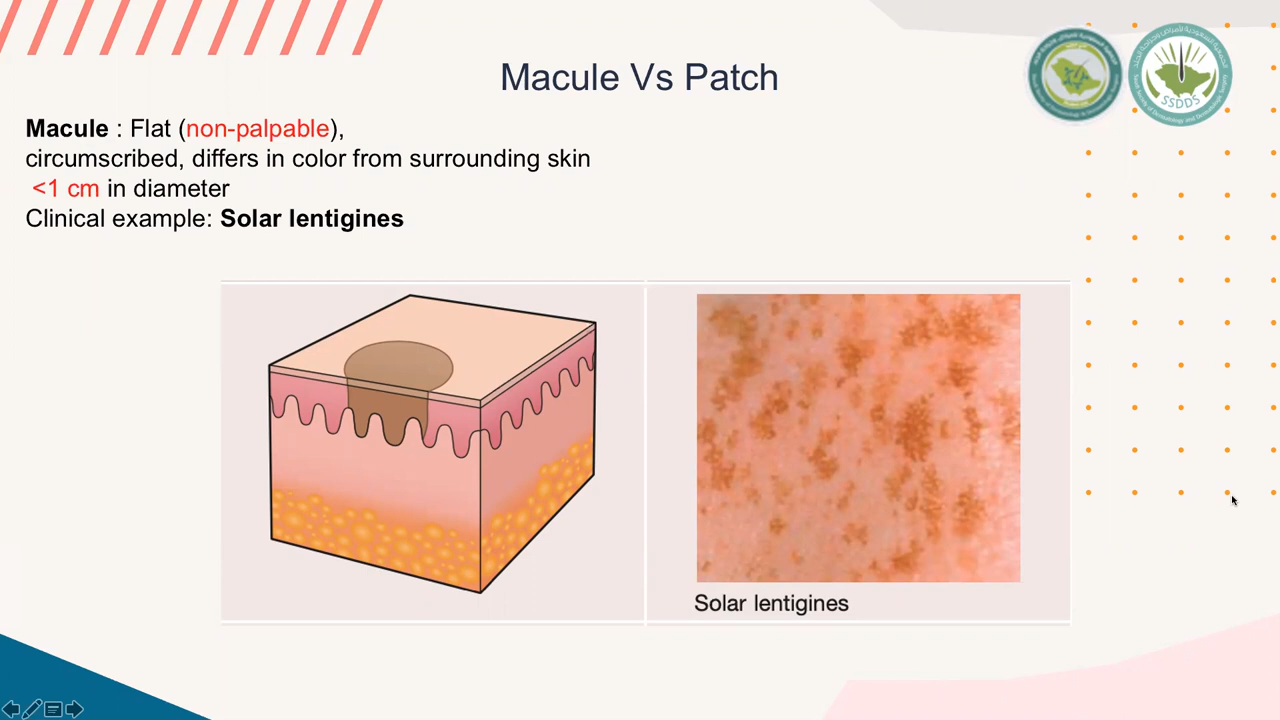 Macule Vs Patch
Macule : Flat (non-palpable),
circumscribed, differs in color from surrounding skin
<1 cm in diameter
Clinical example: Solar lentigines
SSDDS
Solar lentigines